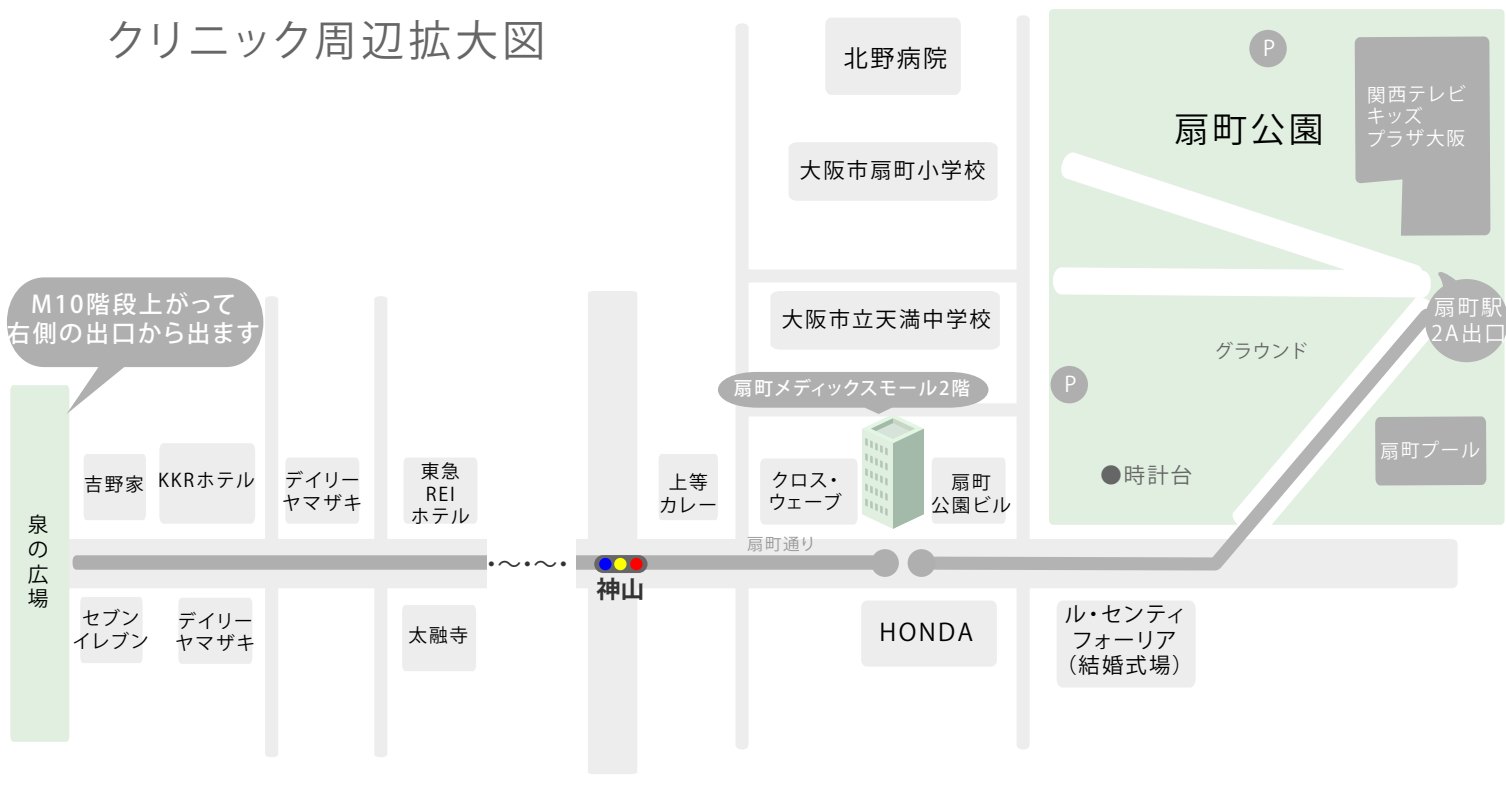 クリニック周辺拡大図
北野病院
大阪市扇町小学校
大阪市立天満中学校
扇町メディックスモール2階
P
扇町公園
関西テレビ
キッズ
プラザ大阪
扇町駅
2A出口
グラウンド
P
扇町プール
●時計台
M10階段上がって
右側の出口から出ます
泉の広場
吉野家
KKRホテル
デイリー
ヤマザキ
東急
REI
ホテル
上等
カレー
クロス・
ウェーブ
扇町
公園ビル
扇町通り
・〜・〜・
神山
セブン
イレブン
デイリー
ヤマザキ
太融寺
HONDA
ル・センティ
フォーリア
（結婚式場）